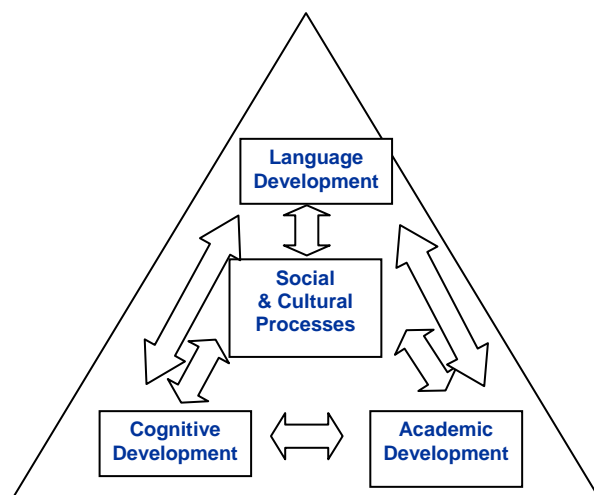 Language
Development
Social
& Cultural
Processes
Cognitive
Development
Academic
Development